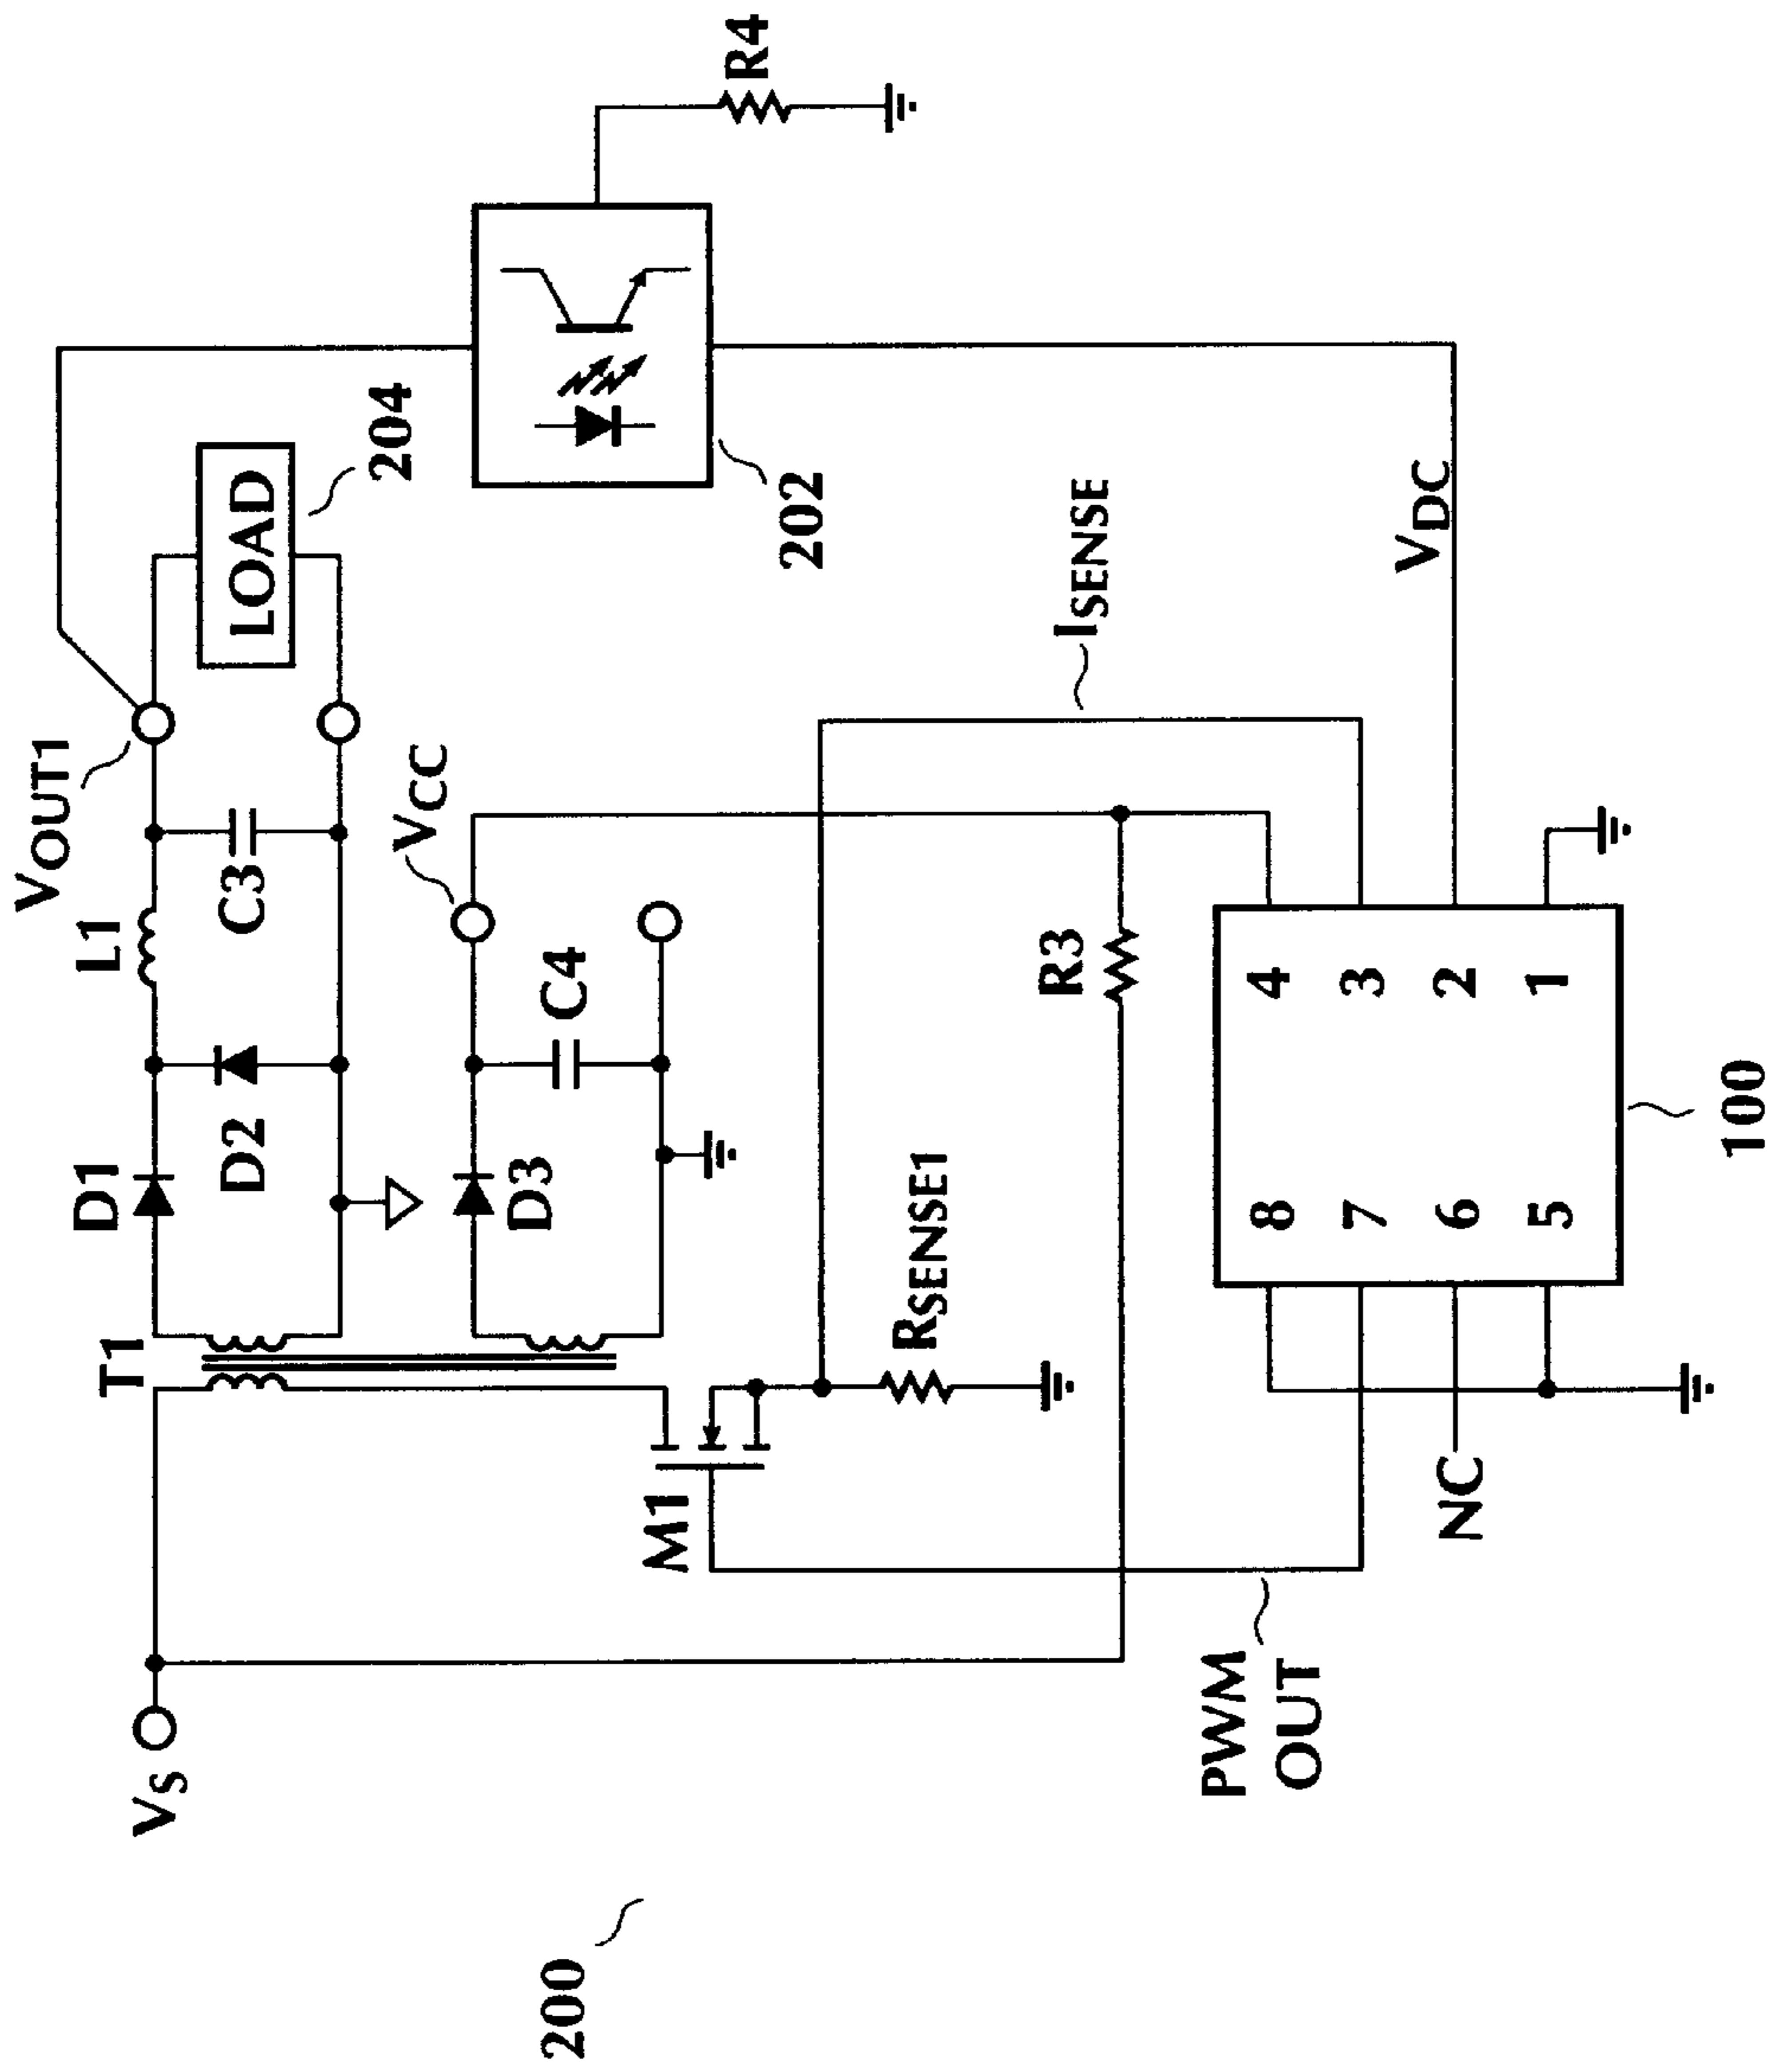 200
VS
PWM
OUT
NC
M1
T1
D1
D2
D3
RSENSE1
L1
C3
C4
VOUT1
VCC
R3
ISENSE
VDC
LOAD
204
202
R4
8
7
6
5
4
3
2
1
100